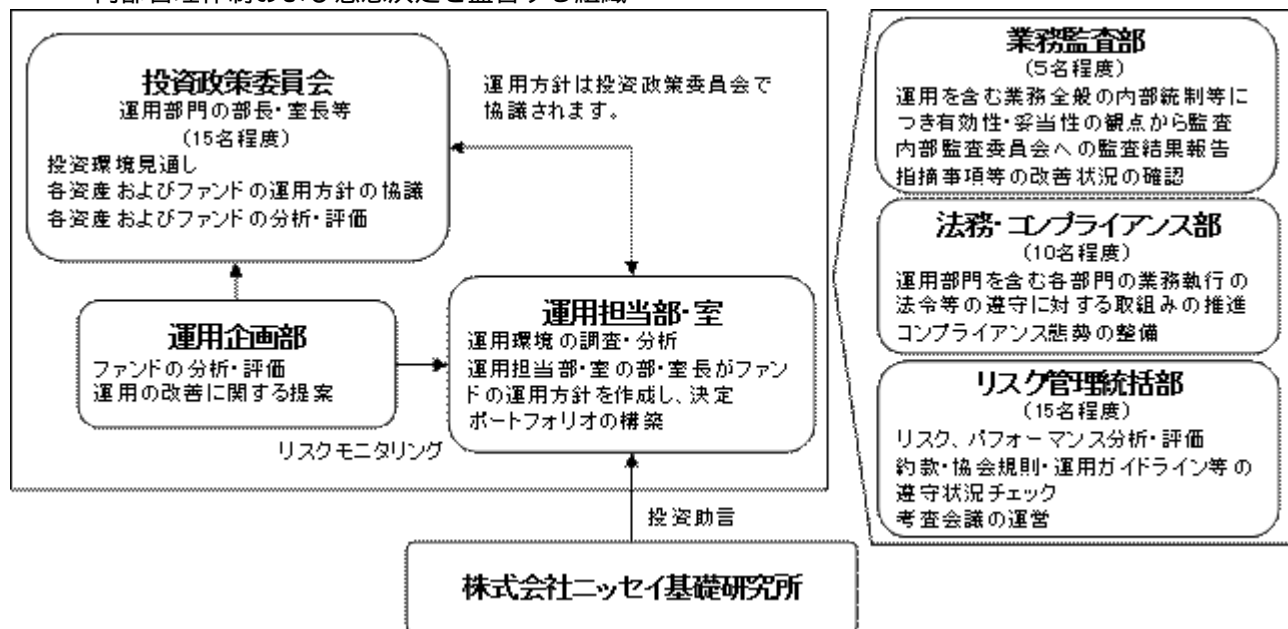 内部管理体制および意思決定を監督する組織
投資政策委員会
運用部門の部長・室長等
(15名程度)
投資環境見通し
各資産およびファンドの運用方針の協議
各資産およびファンドの分析・評価
運用方針は投資政策委員会で
協議されます。
運用企画部
ファンドの分析・評価
運用の改善に関する提案
リスクモニタリング
運用担当部・室
運用環境の調査・分析
運用担当部・室の部・室長がファン
ドの運用方針を作成し、決定
ポートフォリオの構築
投資助言
株式会社ニッセイ基礎研究所
業務監査部
(5名程度)
運用を含む業務全般の内部統制等に
つき有効性・妥当性の観点から監査
内部監査委員会への監査結果報告
指摘事項等の改善状況の確認
法務・コンプライアンス部
(10名程度)
運用部門を含む各部門の業務執行の
法令等の遵守に対する取組みの推進
コンプライアンス態勢の整備
リスク管理統括部
(15名程度)
リスク、パフォーマンス分析・評価
約款・協会規則・運用ガイドライン等の
遵守状況チェック
考査会議の運営